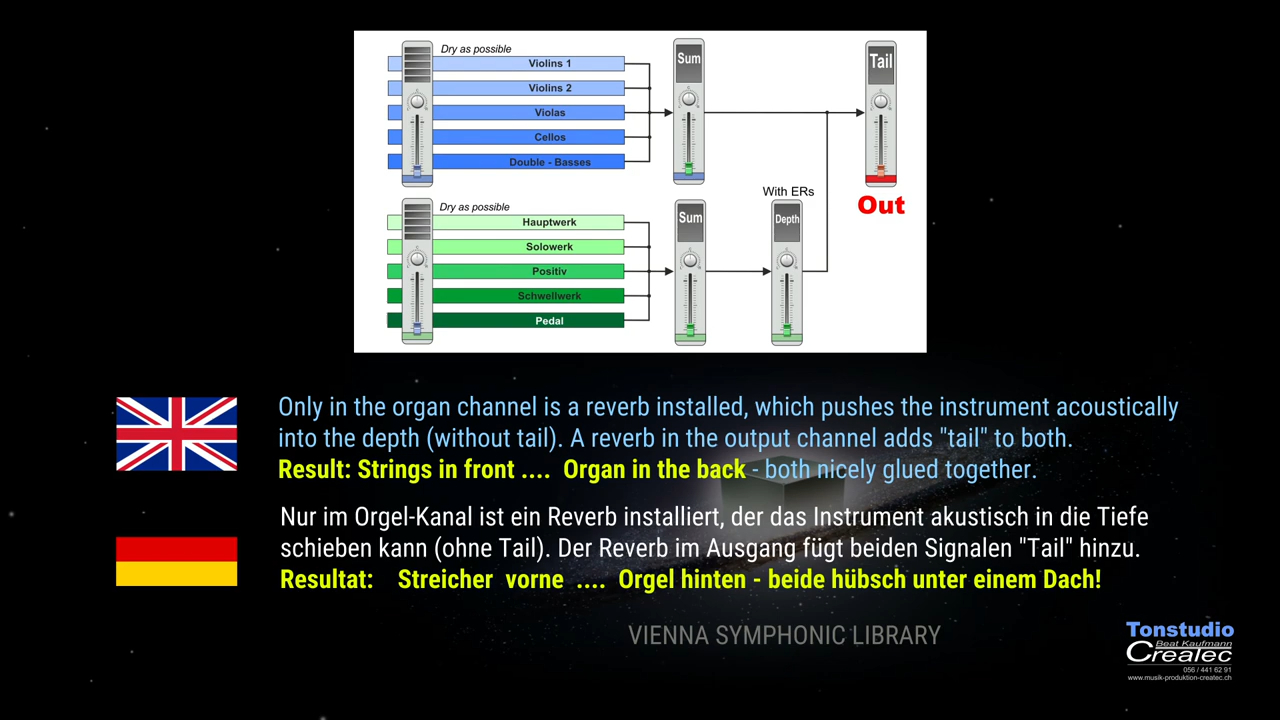 Dry as possible
Violins 1
Violins 2
Violas
Cellos
Double - Basses
Sum
Tail
Out
Dry as possible
Hauptwerk
Solowerk
Positiv
Schwellwerk
Pedal
Sum
With ERs
Depth
Only in the organ channel is a reverb installed, which pushes the instrument acoustically
into the depth (without tail). A reverb in the output channel adds "tail" to both.
Result: Strings in front .... Organ in the back - both nicely glued together.
Nur im Orgel-Kanal ist ein Reverb installiert, der das Instrument akustisch in die Tiefe
schieben kann (ohne Tail). Der Reverb im Ausgang fügt beiden Signalen "Tail" hinzu.
Resultat: Streicher vorne .... Orgel hinten - beide hübsch unter einem Dach!
VIENNA SYMPHONIC LIBRARY
Tonstudio
Beat Kaufmann
Createc
056 / 441 62 91
www.musik-produktion-createc.ch